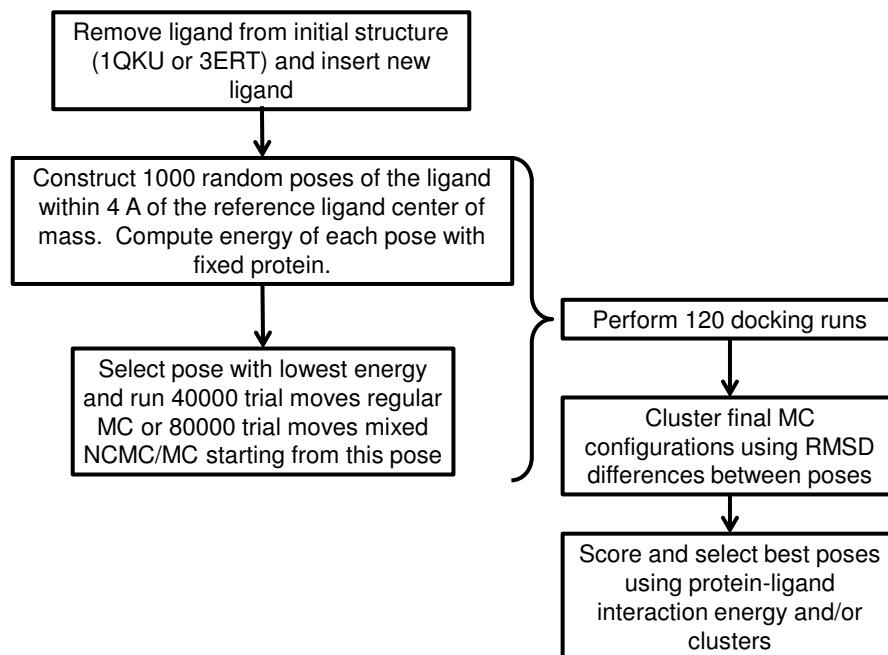 Remove ligand from initial structure
(1QKU or 3ERT) and insert new
ligand
Construct 1000 random poses of the ligand
within 4 A of the reference ligand center of
mass.  Compute energy of each pose with
fixed protein.
Select pose with lowest energy
and run 40000 trial moves regular
MC or 80000 trial moves mixed
NCMC/MC starting from this pose
Perform 120 docking runs
Cluster final MC
configurations using RMSD
differences between poses
Score and select best poses
using protein-ligand
interaction energy and/or
clusters